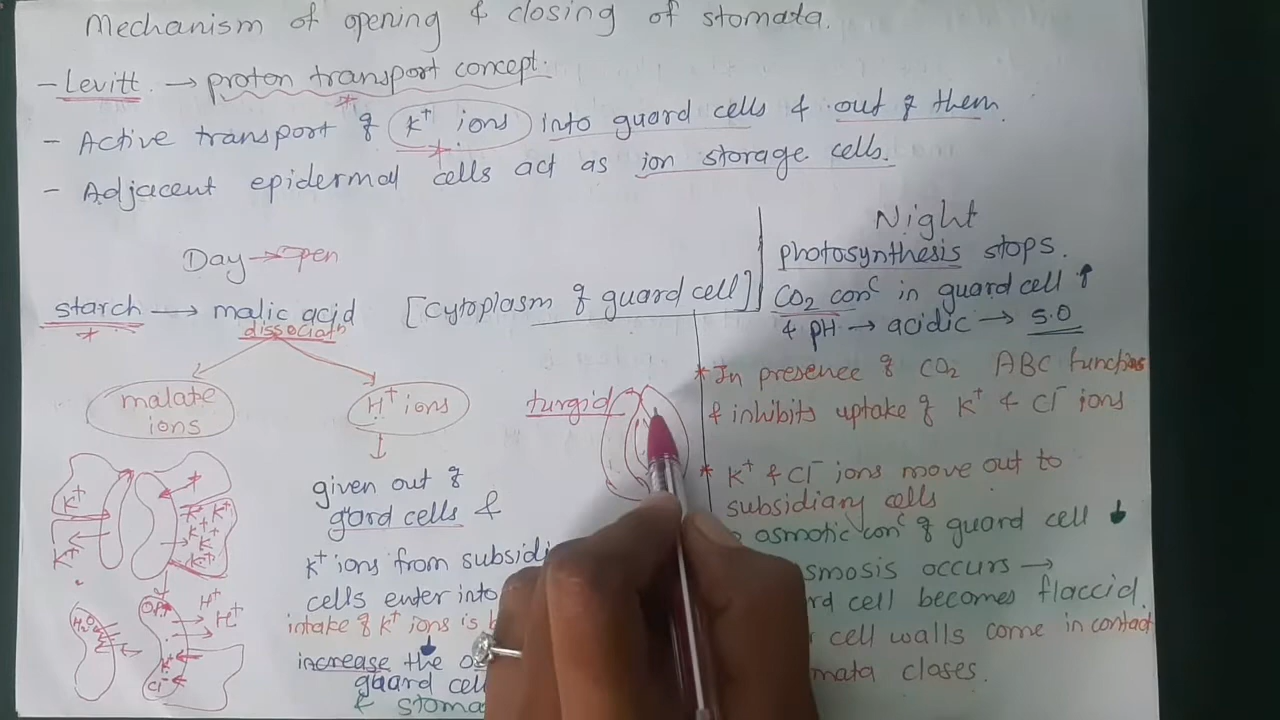 Mechanism of opening & closing of stomata.
- Levitt → proton transport concept.
- Active transport of K+ ions into guard cells & out of them
- Adjacent epidermal cells act as ion storage cells.
Day → open
starch → malic acid [cytoplasm of guard cell]
dissociatn
malate ions
H+ ions
given out of
gard cells &
K+ ions from subsidi
cells enter into
intake of K+ ions is
increase the
guard cel
& stoma
turgid
K+
K+
K+ K+
K+
K+
K+
H2O
H+
H+
K+
Cl-
Night
photosynthesis stops.
CO2 conc in guard cell ↑
& pH → acidic → 5.0
* In presence of CO2 ABC functions
& inhibits uptake of K+ & Cl- ions
* K+ & Cl- ions move out to
subsidiary cells
osmotic conc of guard cell ↓
smosis occurs →
rd cell becomes flaccid.
cell walls come in contact
mata closes.